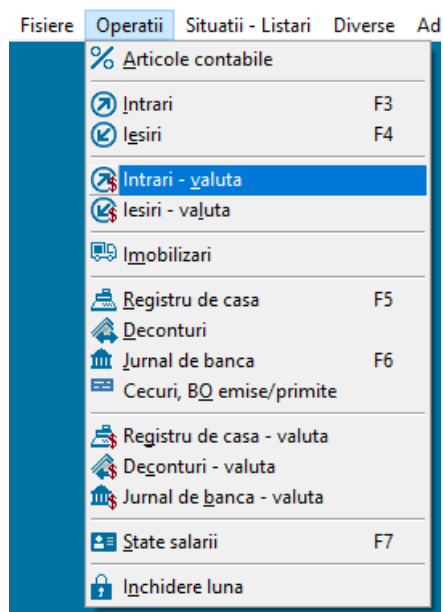 Fisiere Operatii Situatii - Listari Diverse Ad
Articole contabile
Intrari F3
Iesiri F4
Intrari - valuta
Iesiri - valuta
Imobilizari
Registru de casa F5
Deconturi
Jurnal de banca F6
Cecuri, BO emise/primite
Registru de casa - valuta
Deconturi - valuta
Jurnal de banca - valuta
State salarii F7
Inchidere luna